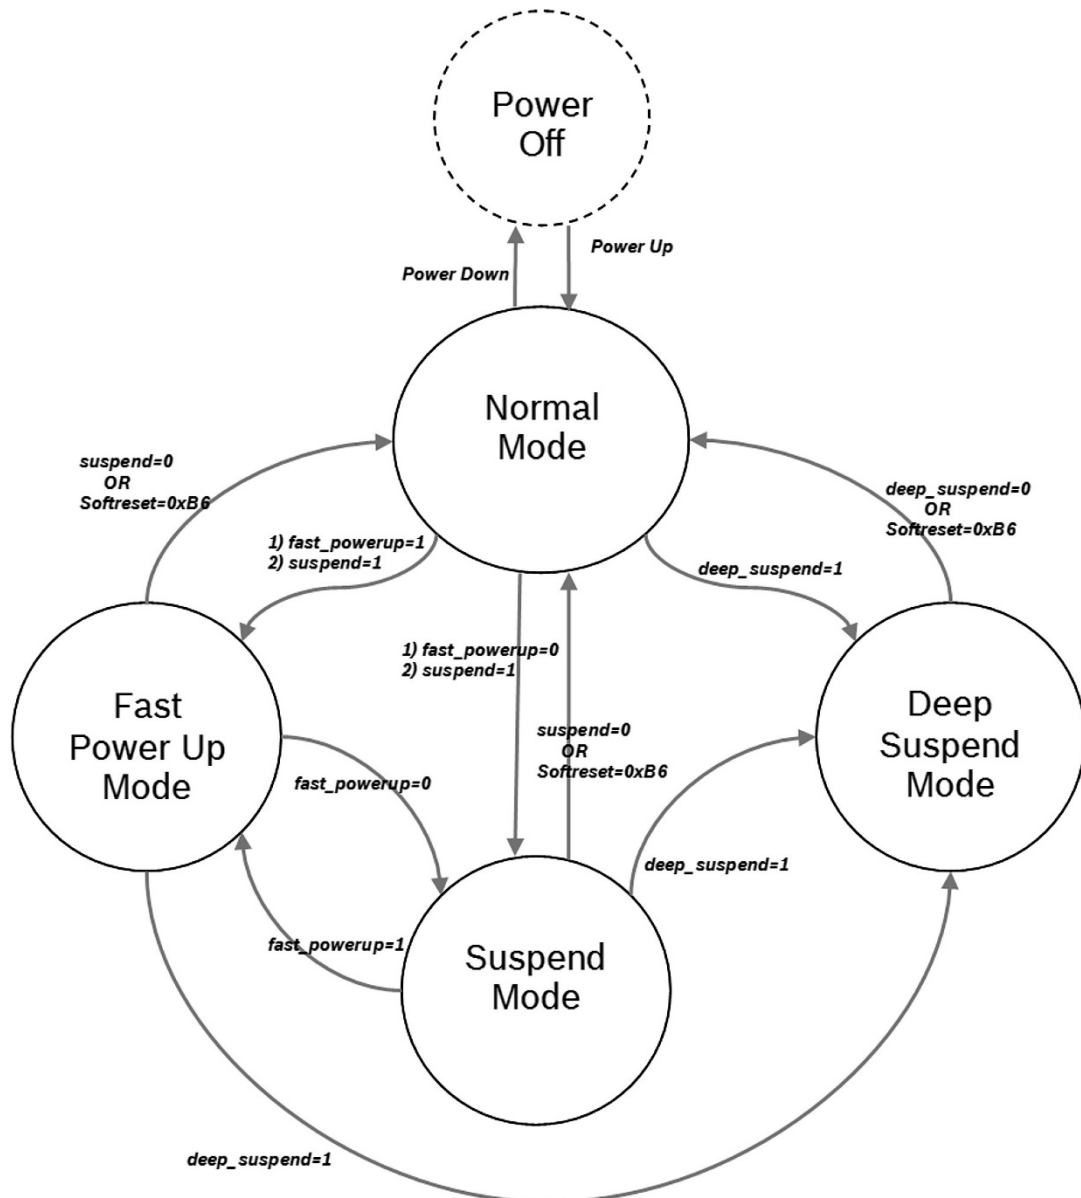 Power
Off
Power Up
Power Down
Normal
Mode
suspend=0
OR
Softreset=0xB6
deep_suspend=0
OR
Softreset=0xB6
1) fast_powerup=1
2) suspend=1
deep_suspend=1
1) fast_powerup=0
2) suspend=1
Fast
Power Up
Mode
Deep
Suspend
Mode
suspend=0
OR
Softreset=0xB6
fast_powerup=0
deep_suspend=1
fast_powerup=1
Suspend
Mode
deep_suspend=1